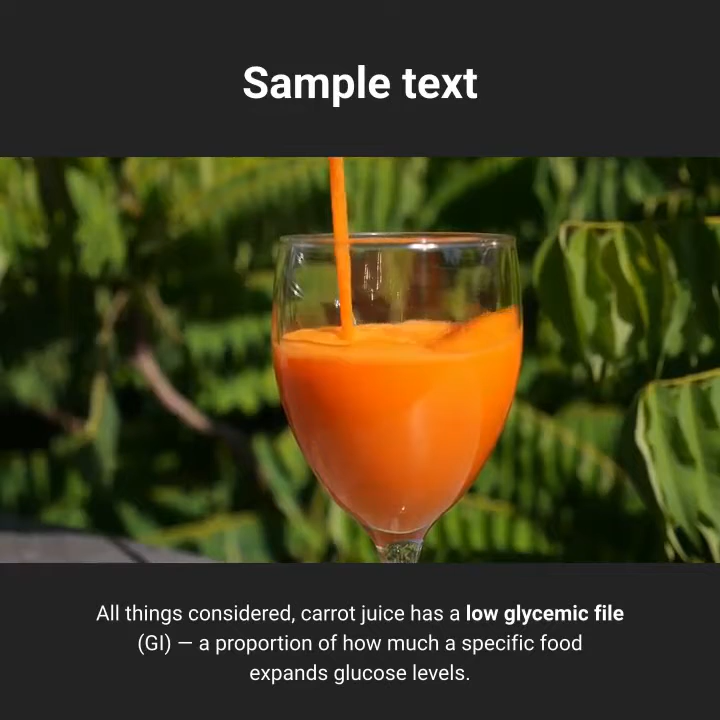 Sample text
All things considered, carrot juice has a low glycemic file
(GI) — a proportion of how much a specific food
expands glucose levels.